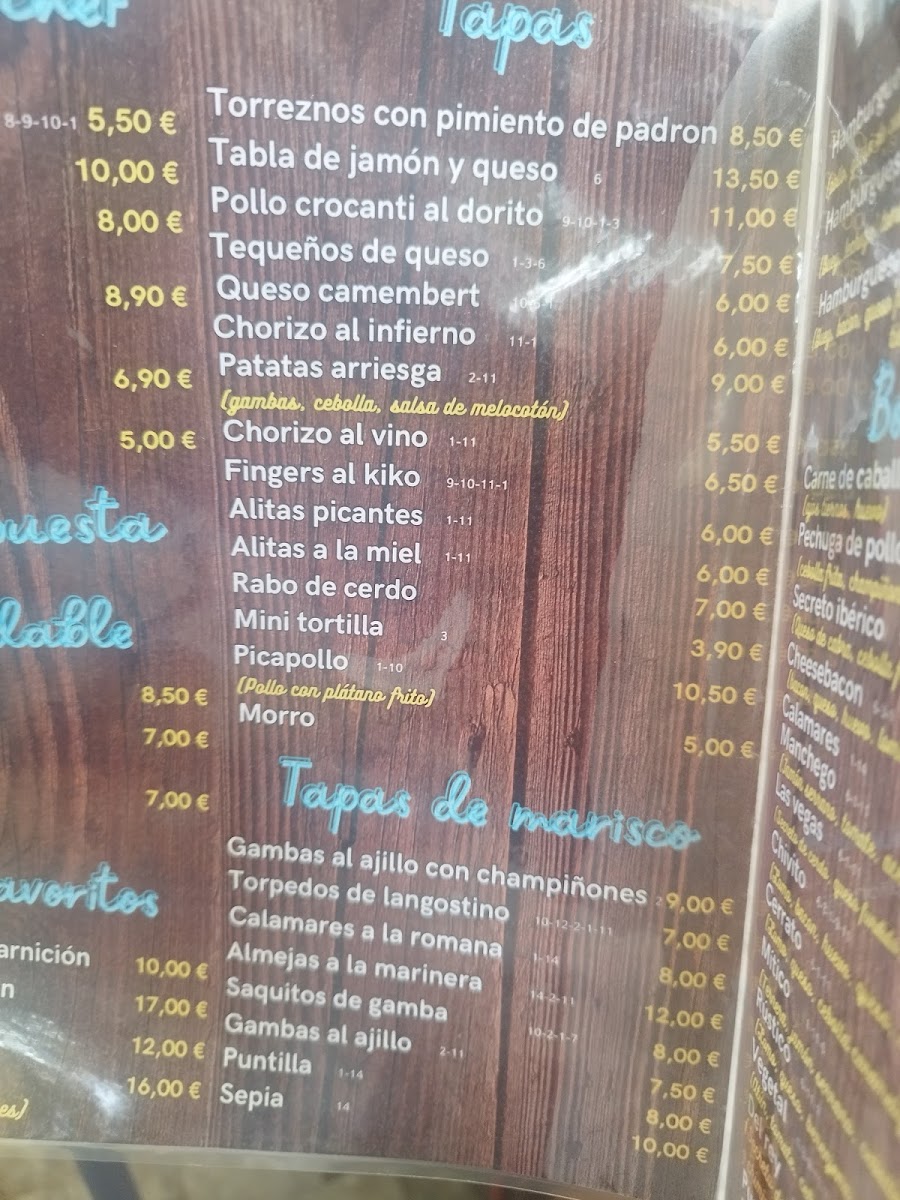 8-9-10-1 5,50 €
10,00 €
8,00 €
8,90 €
6,90 €
5,00 €
8,50 €
7,00 €
7,00 €
10,00 €
17,00 €
12,00 €
16,00 €
Tapas
Torreznos con pimiento de padron 8,50 €
Tabla de jamón y queso 6 13,50 €
Pollo crocanti al dorito 9-10-1-3 11,00 €
Tequeños de queso 1-3-6 7,50 €
Queso camembert 6,00 €
Chorizo al infierno 11-1 6,00 €
Patatas arriesga 2-11 9,00 €
(gambas, cebolla, salsa de melocotón)
Chorizo al vino 1-11 5,50 €
Fingers al kiko 9-10-11-1 6,50 €
Alitas picantes 1-11 6,00 €
Alitas a la miel 1-11 6,00 €
Rabo de cerdo 7,00 €
Mini tortilla 3 3,90 €
Picapollo 1-10 10,50 €
(Pollo con plátano frito)
Morro 5,00 €
Tapas de marisco
Gambas al ajillo con champiñones 2 9,00 €
Torpedos de langostino 10-12-2-1-11 7,00 €
Calamares a la romana 1-14 8,00 €
Almejas a la marinera 14-2-11 12,00 €
Saquitos de gamba 10-2-1-7 8,00 €
Gambas al ajillo 2-11 7,50 €
Puntilla 1-14 8,00 €
Sepia 14 10,00 €
Carne de
Pechuga de pollo
Secreto ibérico
Cheesebacon
Calamares 1-14
Manchego
Las vegas
Chivito
Cerrato
Mítico
Rústico
Vegetal